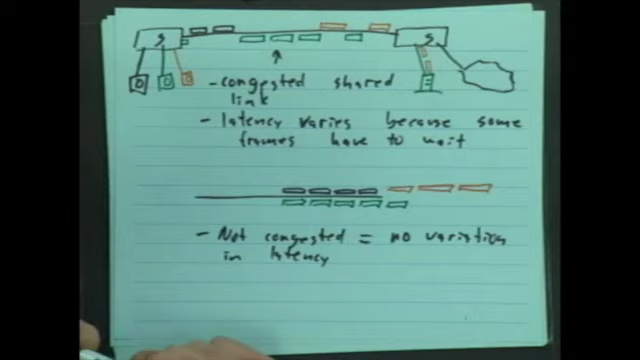 S
S
- congested shared
link
- latency varies because some
frames have to wait
- Not congested = no variation
in latency